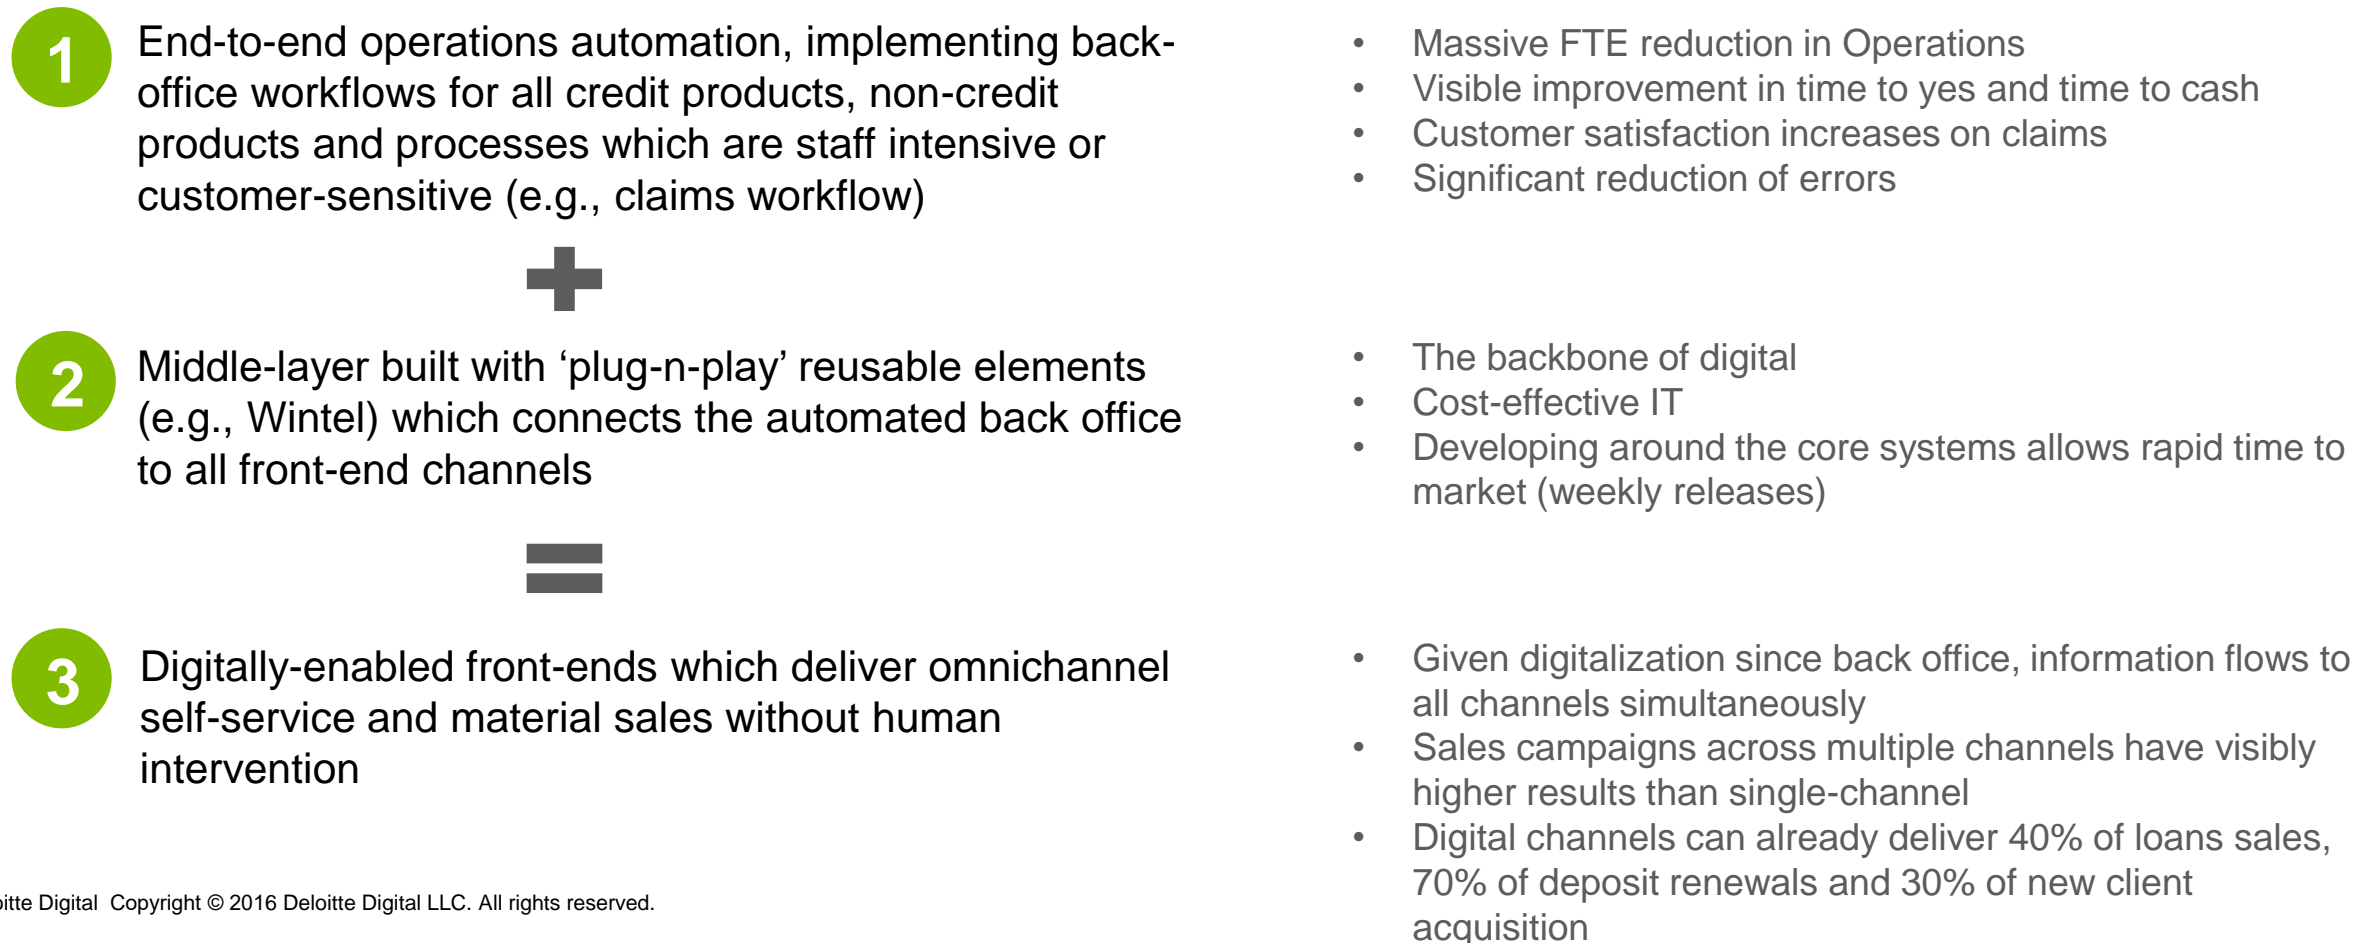 1
End-to-end operations automation, implementing back-
office workflows for all credit products, non-credit
products and processes which are staff intensive or
customer-sensitive (e.g., claims workflow)
• Massive FTE reduction in Operations
• Visible improvement in time to yes and time to cash
• Customer satisfaction increases on claims
• Significant reduction of errors
+
2
Middle-layer built with ‘plug-n-play’ reusable elements
(e.g., Wintel) which connects the automated back office
to all front-end channels
• The backbone of digital
• Cost-effective IT
• Developing around the core systems allows rapid time to
market (weekly releases)
=
3
Digitally-enabled front-ends which deliver omnichannel
self-service and material sales without human
intervention
• Given digitalization since back office, information flows to
all channels simultaneously
• Sales campaigns across multiple channels have visibly
higher results than single-channel
• Digital channels can already deliver 40% of loans sales,
70% of deposit renewals and 30% of new client
acquisition
itte Digital Copyright © 2016 Deloitte Digital LLC. All rights reserved.